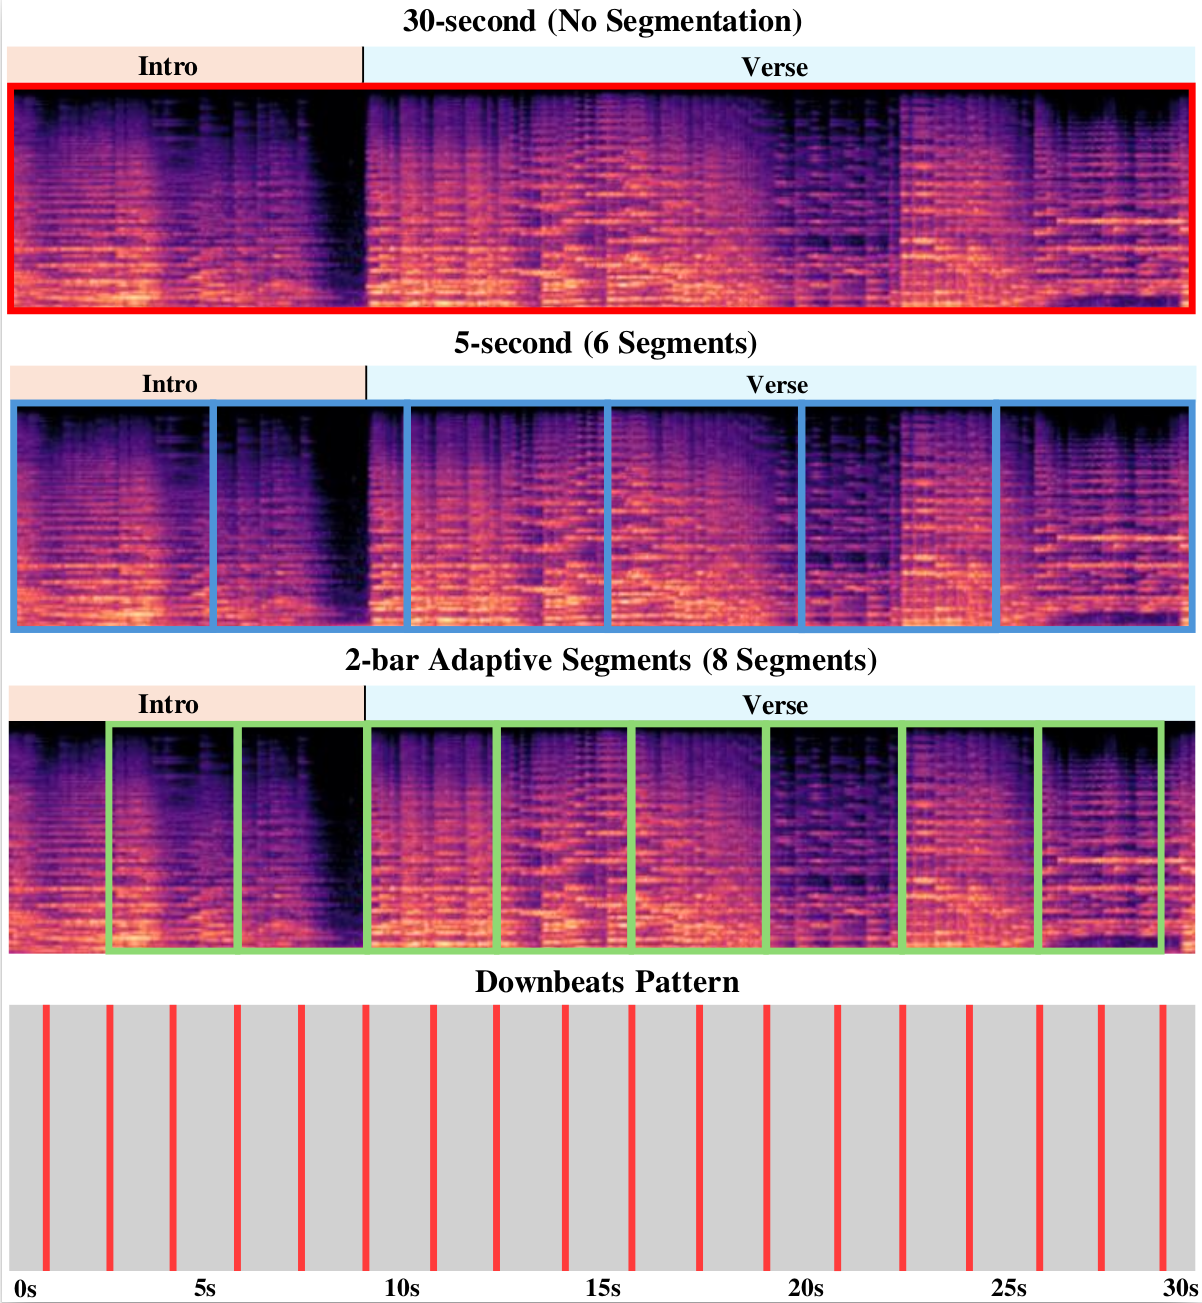 30-second (No Segmentation)
Intro Verse
5-second (6 Segments)
Intro Verse
2-bar Adaptive Segments (8 Segments)
Intro Verse
Downbeats Pattern
0s 5s 10s 15s 20s 25s 30s